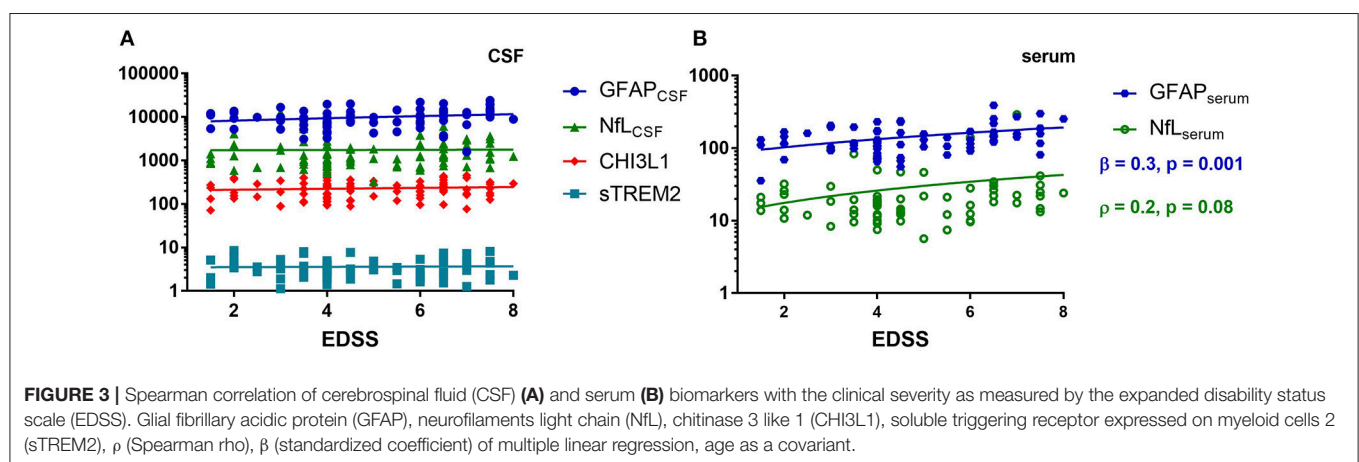 A
CSF
100000
10000
1000
100
10
1
2
4
6
8
EDSS
GFAPCSF
NfLCSF
CHI3L1
sTREM2
B
serum
1000
100
10
1
2
4
6
8
EDSS
GFAPserum
NfLserum
β = 0.3, p = 0.001
ρ = 0.2, p = 0.08
FIGURE 3 | Spearman correlation of cerebrospinal fluid (CSF) (A) and serum (B) biomarkers with the clinical severity as measured by the expanded disability status
scale (EDSS). Glial fibrillary acidic protein (GFAP), neurofilaments light chain (NfL), chitinase 3 like 1 (CHI3L1), soluble triggering receptor expressed on myeloid cells 2
(sTREM2), ρ (Spearman rho), β (standardized coefficient) of multiple linear regression, age as a covariant.